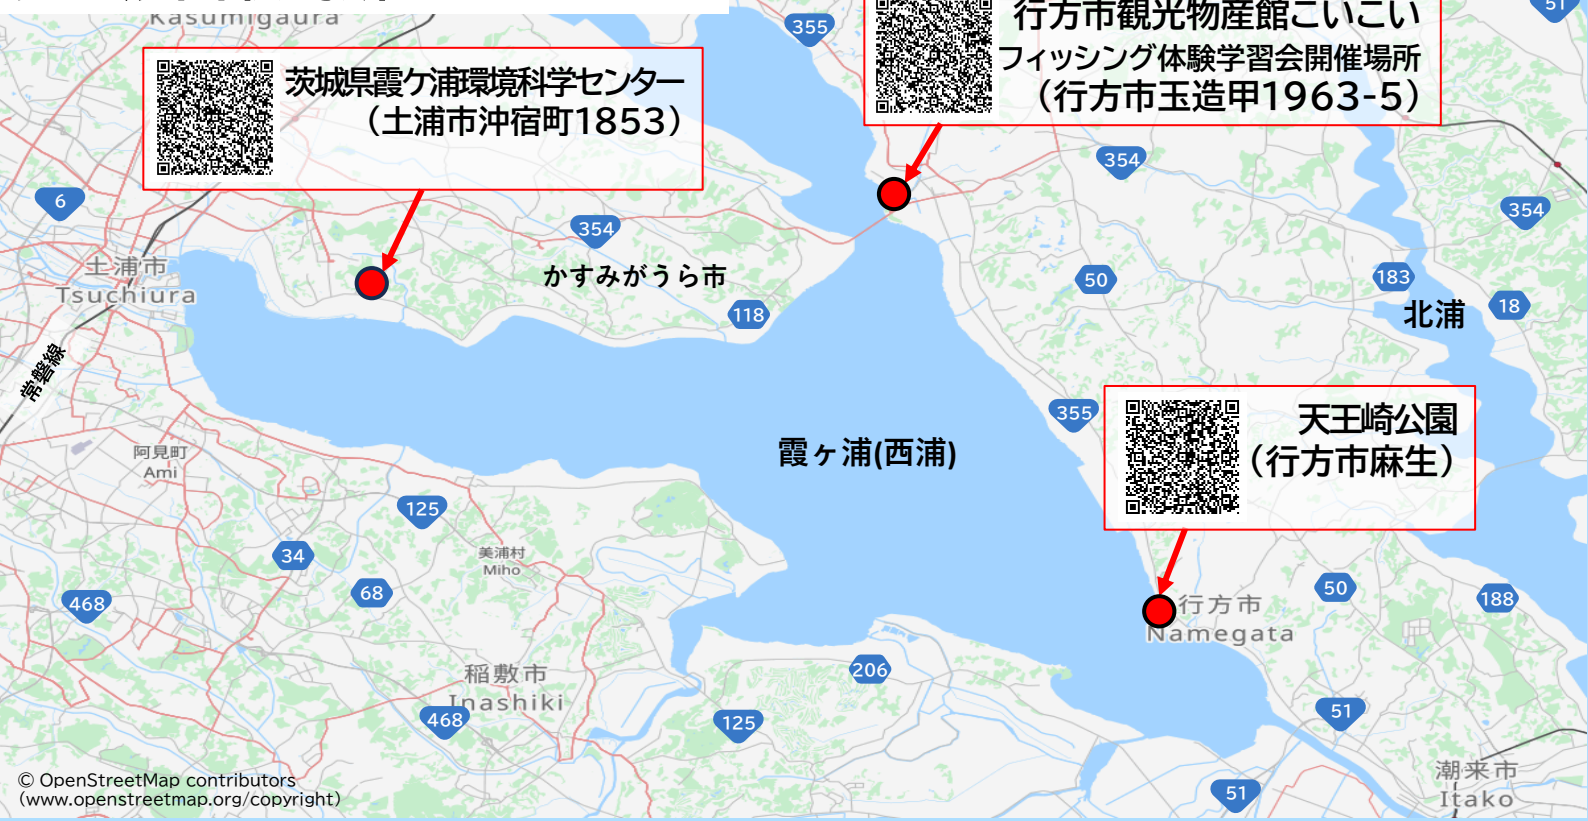 Kasumigaura
355
51
行方市観光物産館こいこい
フィッシング体験学習会開催場所
（行方市玉造甲1963-5）
茨城県霞ケ浦環境科学センター
（土浦市沖宿町1853）
354
6
354
354
土浦市
Tsuchiura
かすみがうら市
50
183
118
北浦
18
常磐線
355
天王崎公園
（行方市麻生）
霞ヶ浦(西浦)
阿見町
Ami
125
34
美浦村
Miho
68
468
50
188
行方市
Namegata
206
稲敷市
Inashiki
468
125
51
© OpenStreetMap contributors
(www.openstreetmap.org/copyright)
51
潮来市
Itako